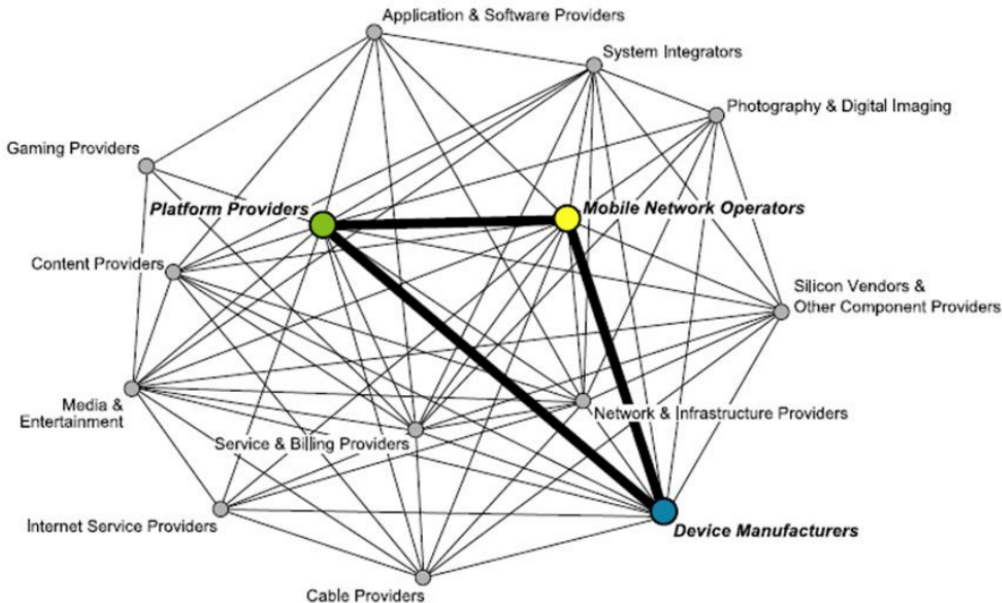 Application & Software Providers
System Integrators
Photography & Digital Imaging
Gaming Providers
Platform Providers
Mobile Network Operators
Content Providers
Silicon Vendors &
Other Component Providers
Media &
Entertainment
Network & Infrastructure Providers
Service & Billing Providers
Internet Service Providers
Device Manufacturers
Cable Providers